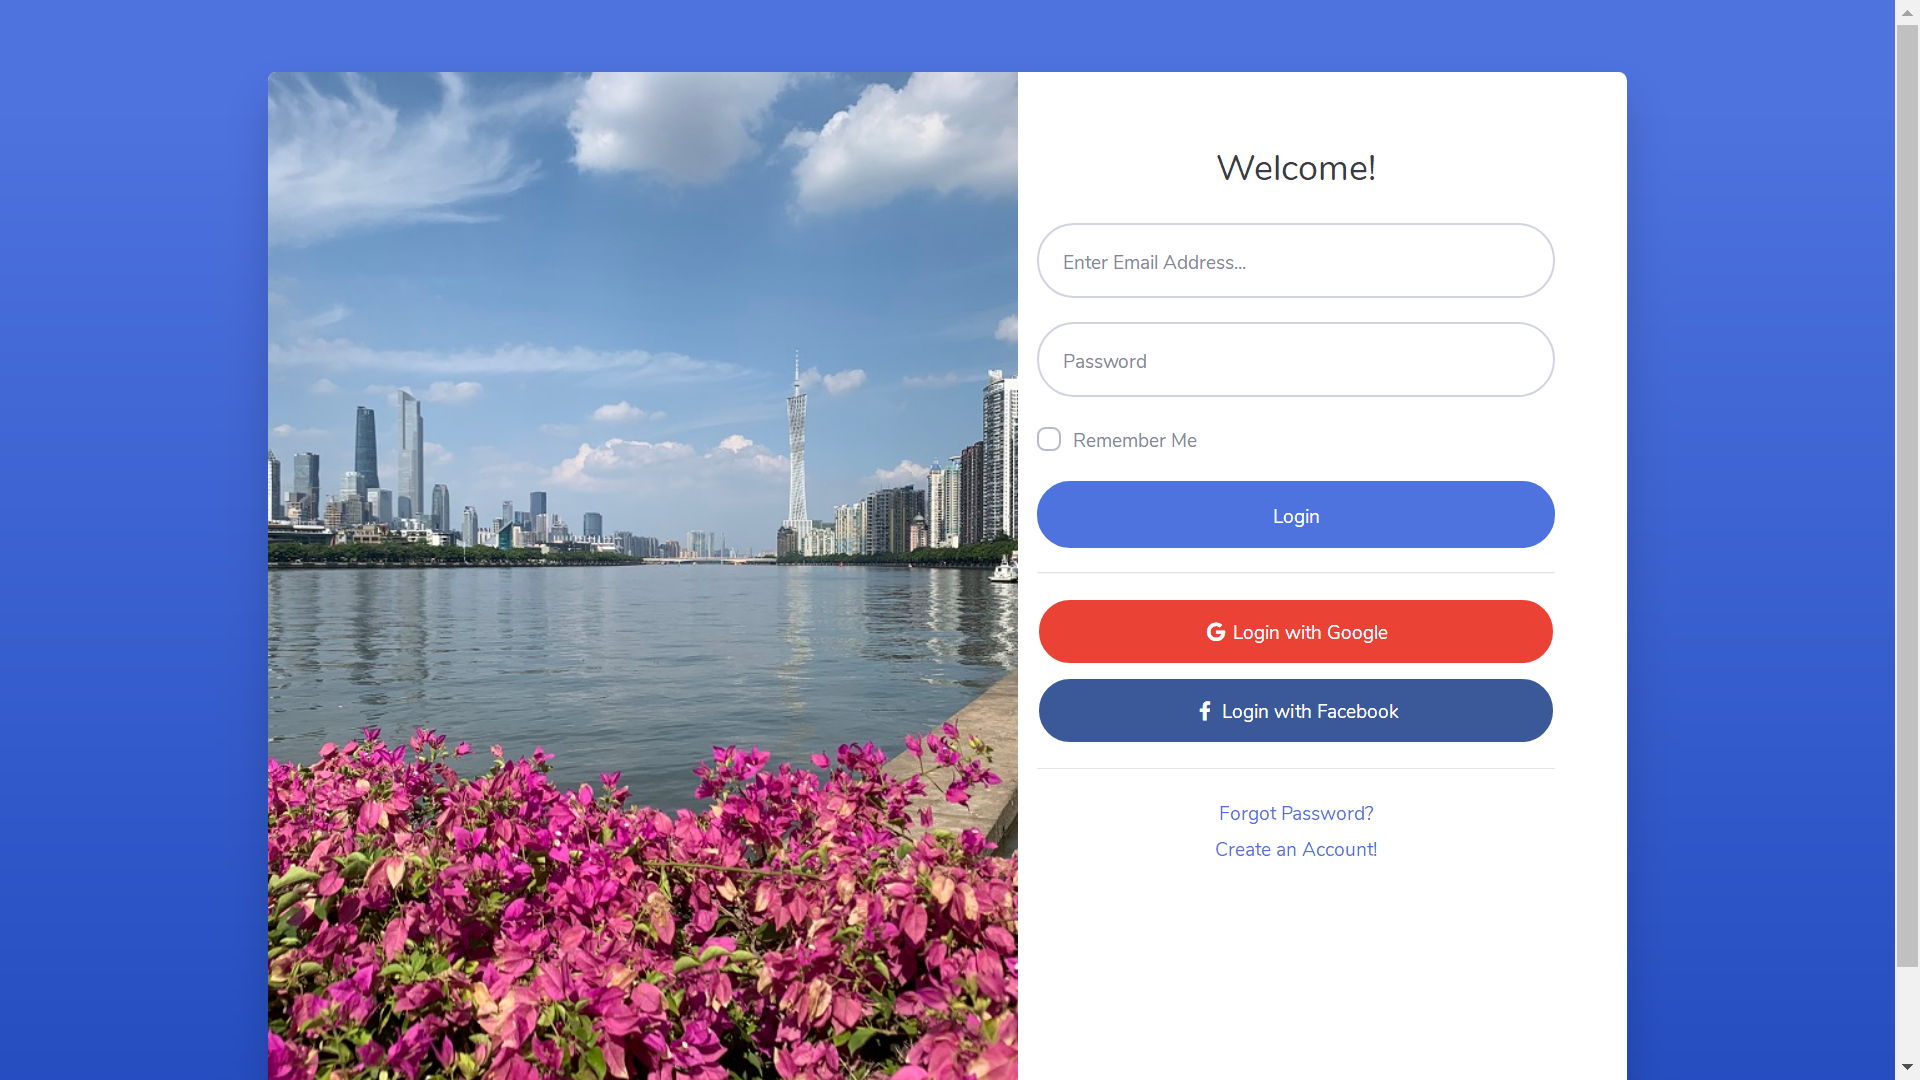 Welcome!
Enter Email Address...
Password
Remember Me
Login
Login with Google
Login with Facebook
Forgot Password?
Create an Account!